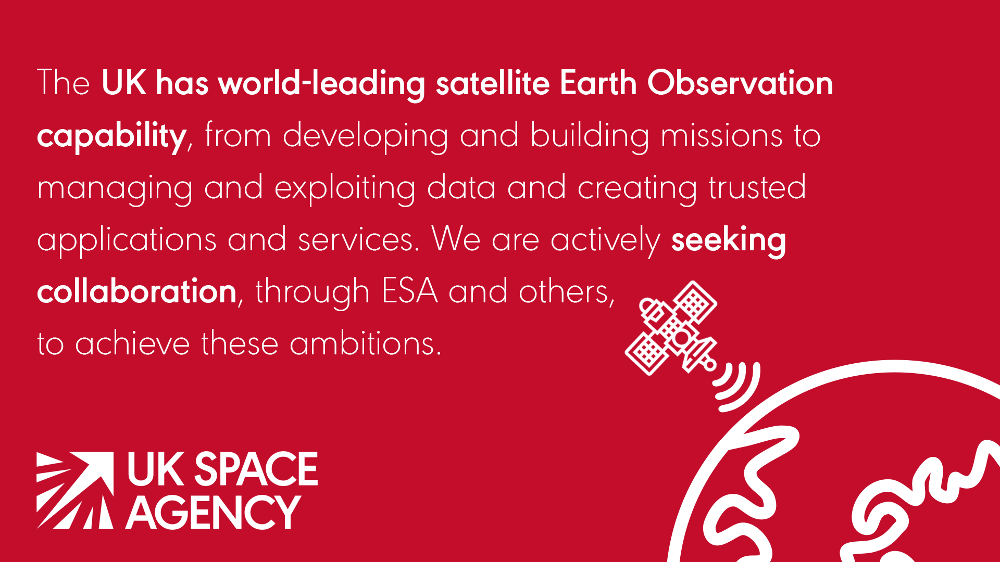 The UK has world-leading satellite Earth Observation
capability, from developing and building missions to
managing and exploiting data and creating trusted
applications and services. We are actively seeking
collaboration, through ESA and others,
to achieve these ambitions.
UK SPACE
AGENCY